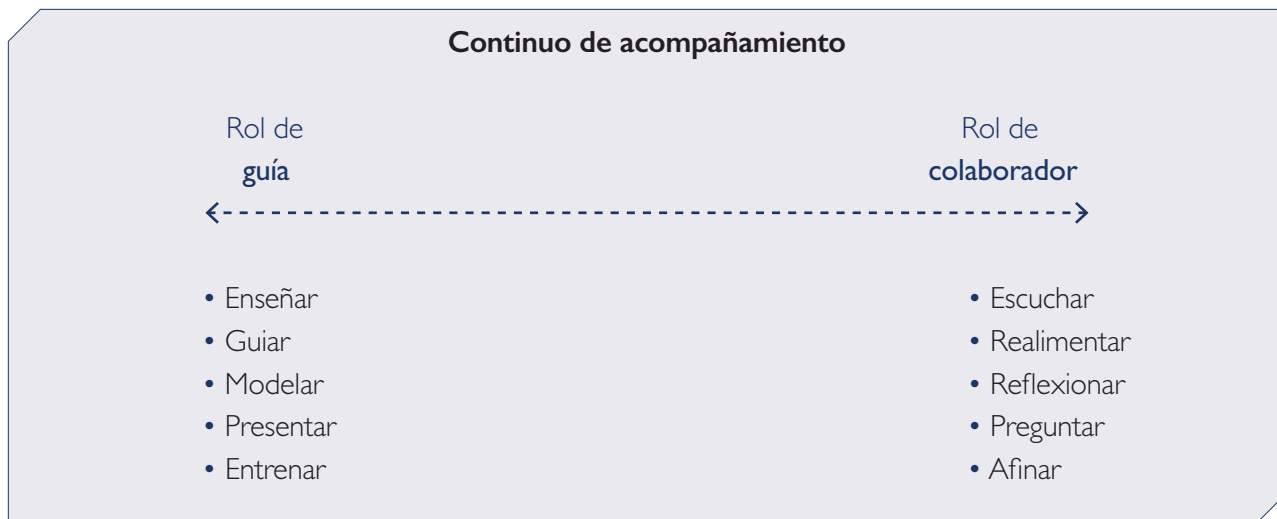 Continuo de acompañamiento
Rol de
guía
• Enseñar
• Guiar
• Modelar
• Presentar
• Entrenar
Rol de
colaborador
• Escuchar
• Realimentar
• Reflexionar
• Preguntar
• Afinar